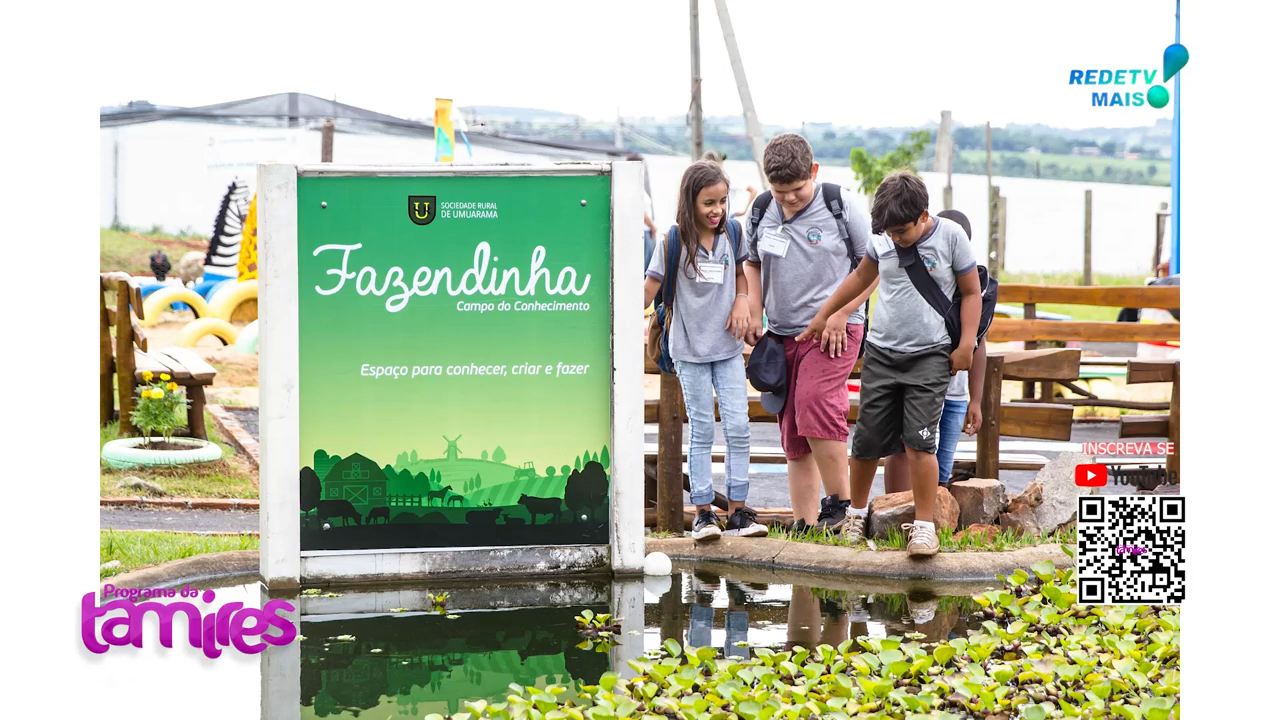 REDETV
MAIS
SOCIEDADE RURAL
DE UMUARAMA
Fazendinha
Campo do Conhecimento
Espaço para conhecer, criar e fazer
INSCREVA SE
YouTube
Programa da
tamires
tamires